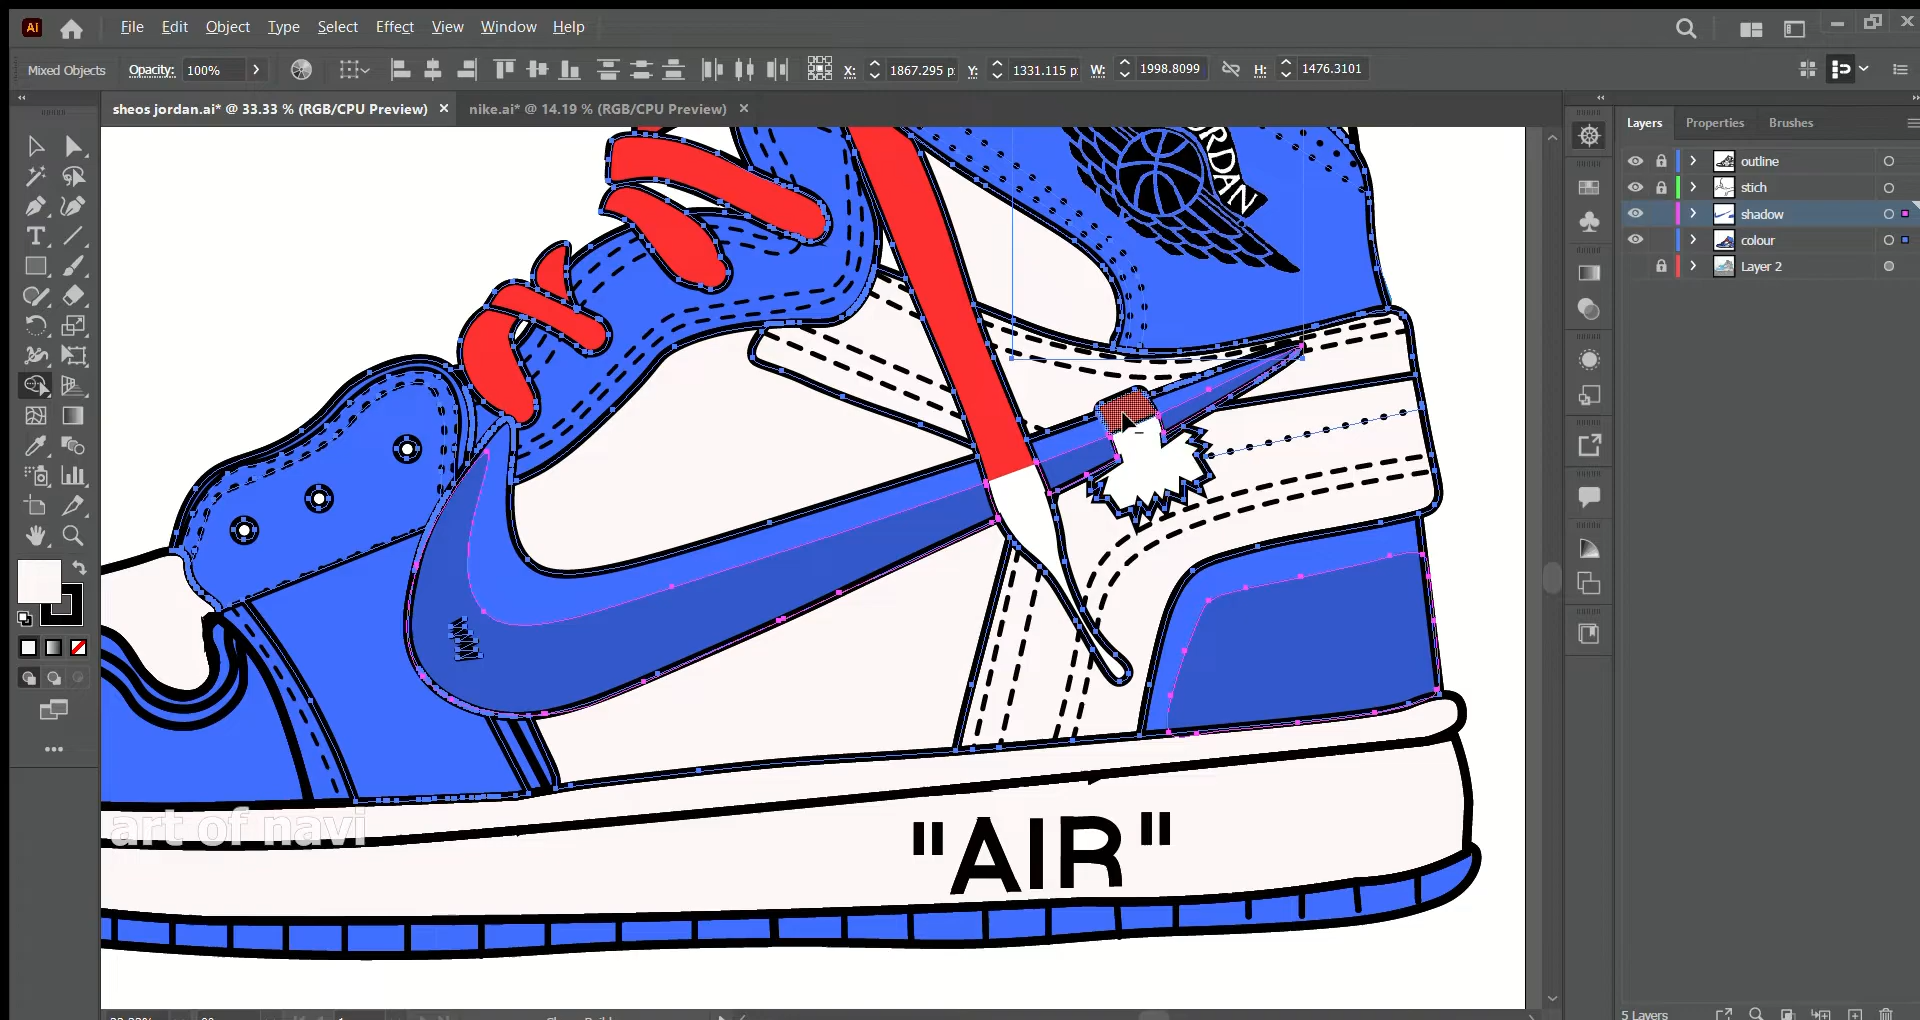 Ai File Edit Object Type Select Effect View Window Help
Mixed Objects Opacity: 100% X: 1867.295 p Y: 1331.115 p W: 1998.8099 H: 1476.3101
sheos jordan.ai* @ 33.33 % (RGB/CPU Preview) × nike.ai* @ 14.19 % (RGB/CPU Preview) ×
Layers Properties Brushes
outline
stich
shadow
colour
Layer 2
"AIR"
art of navi
5 Layers